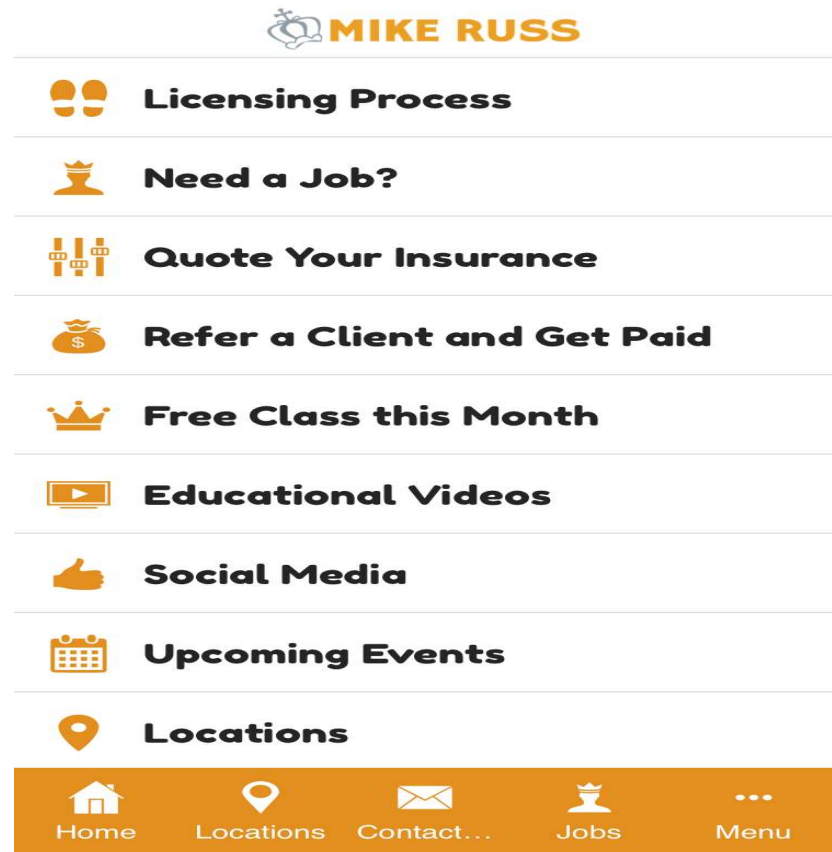 MIKE RUSS
Licensing Process
Need a Job?
Quote Your Insurance
$
Refer a Client and Get Paid
Free Class this Month
Educational Videos
Social Media
Upcoming Events
Locations
Home Locations Contact... Jobs Menu